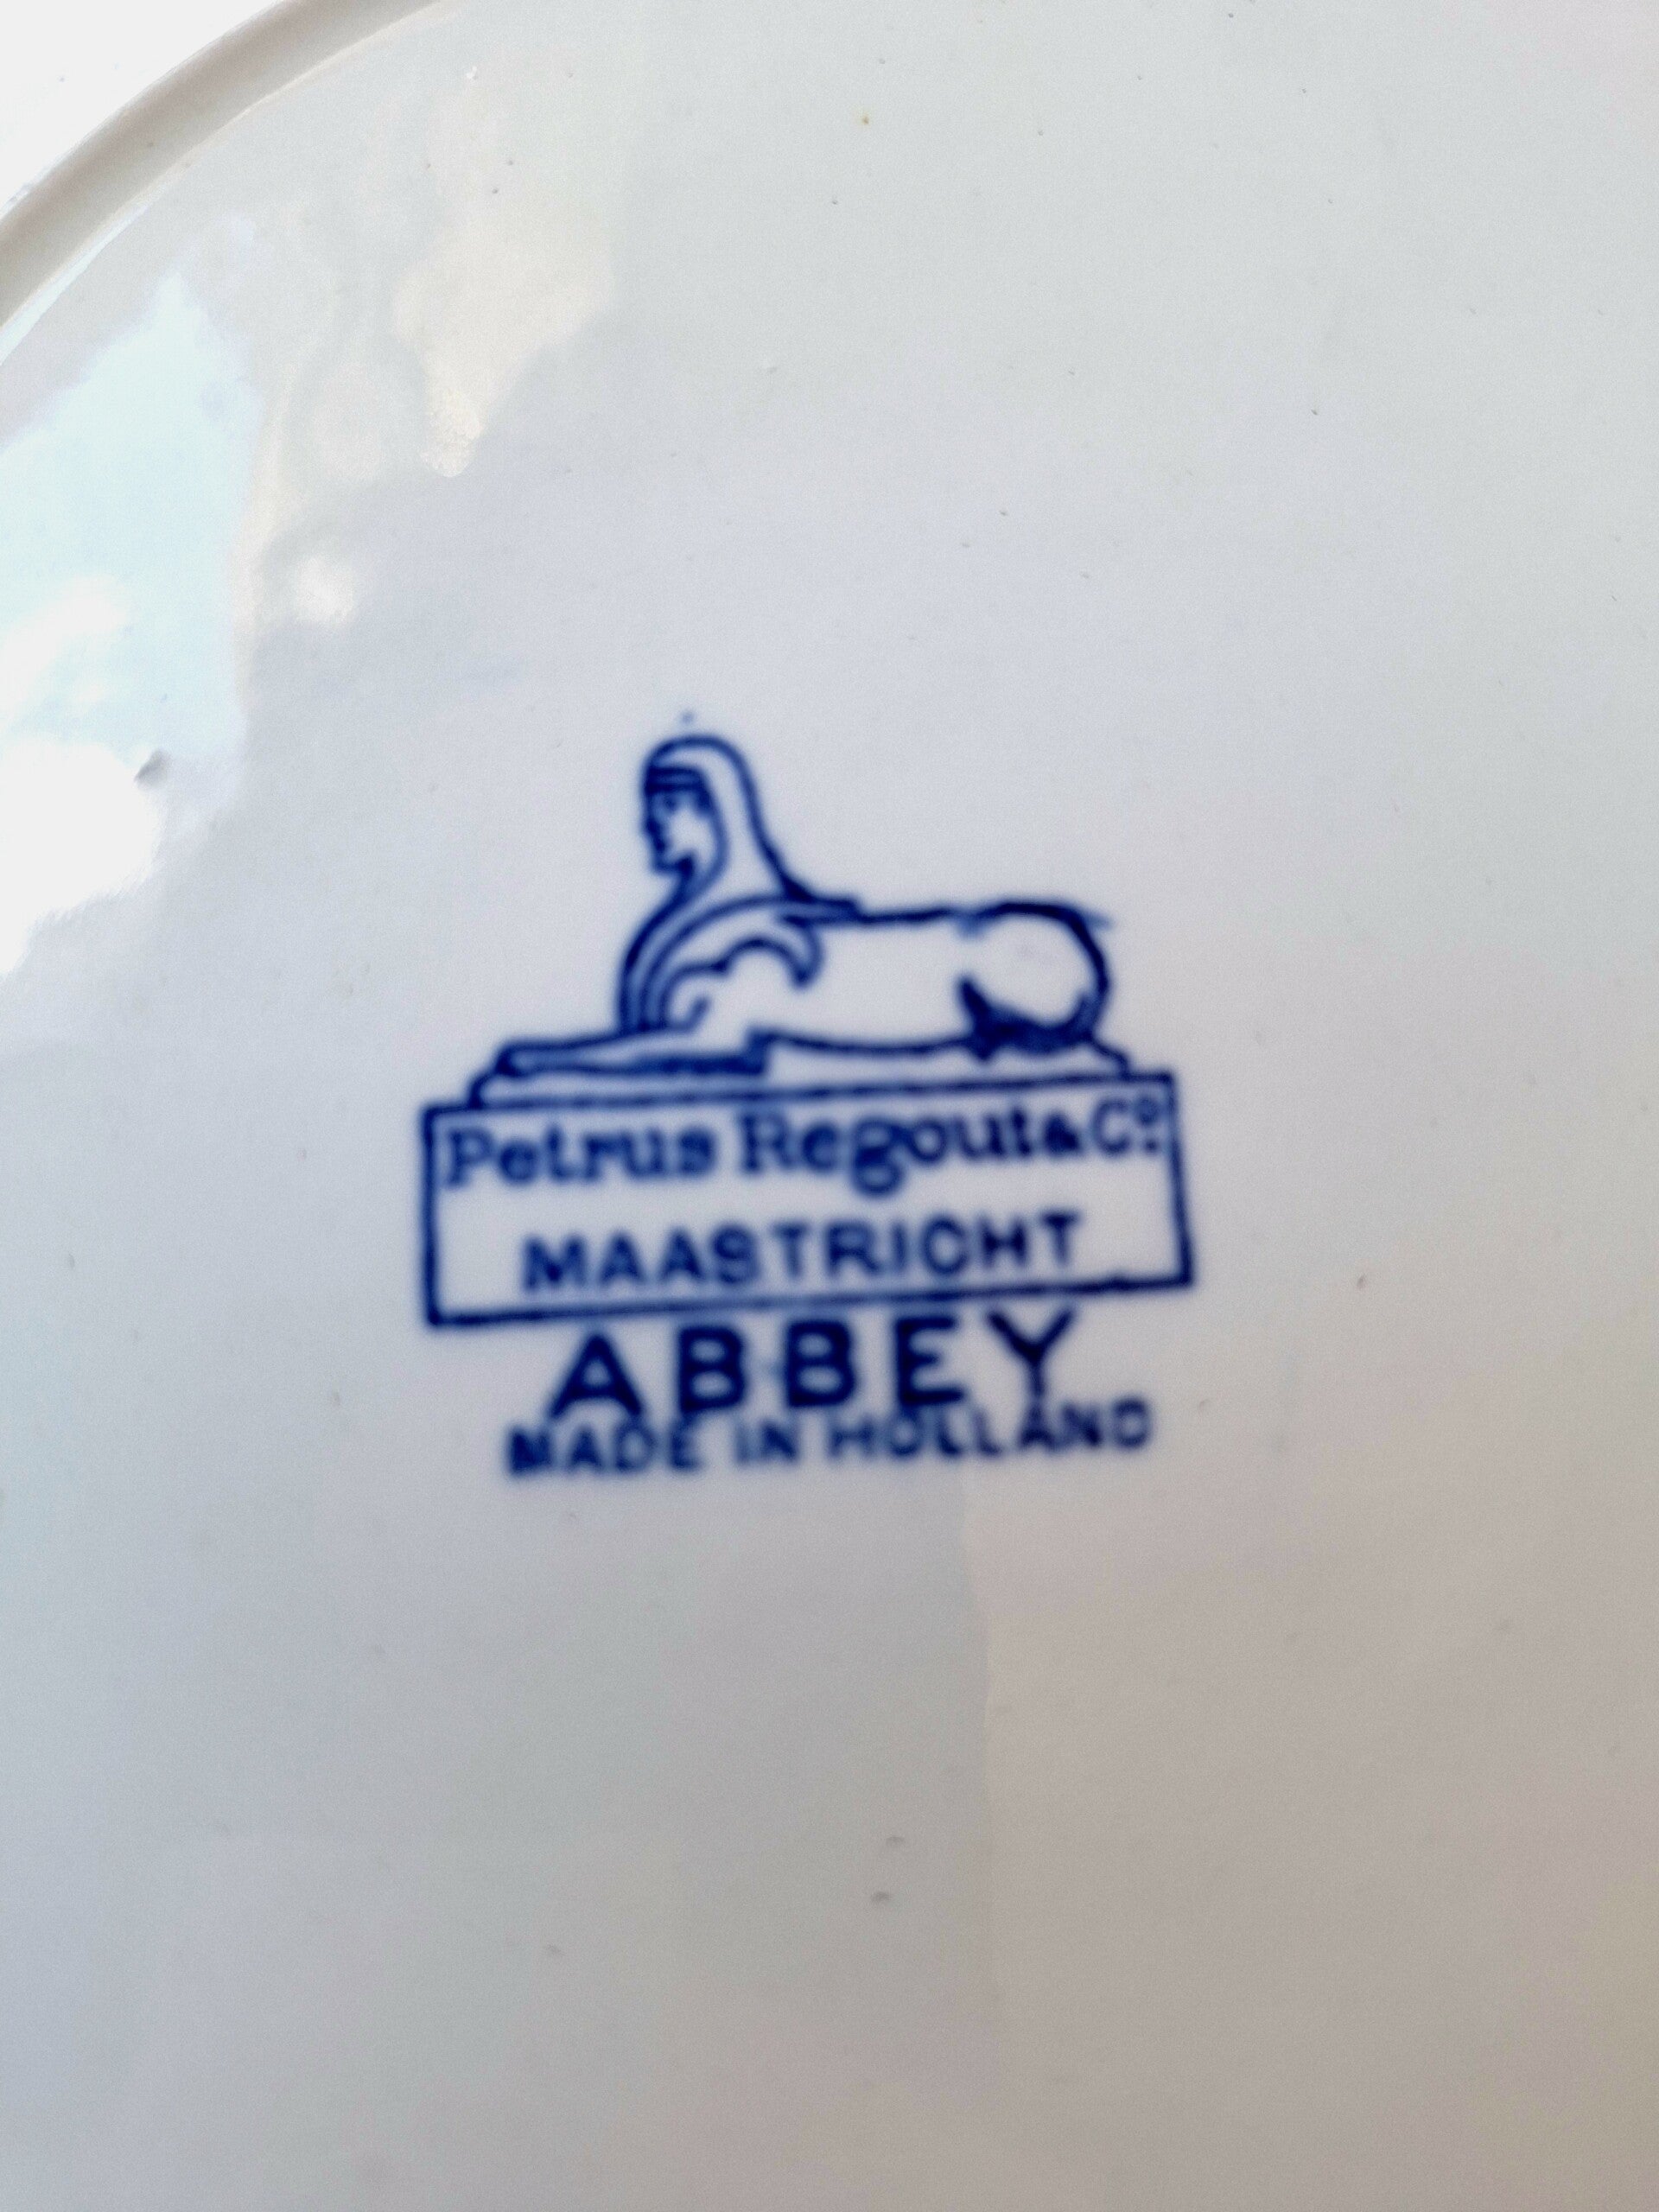 Petrus Regout & Cº
MAASTRICHT
ABBEY
MADE IN HOLLAND